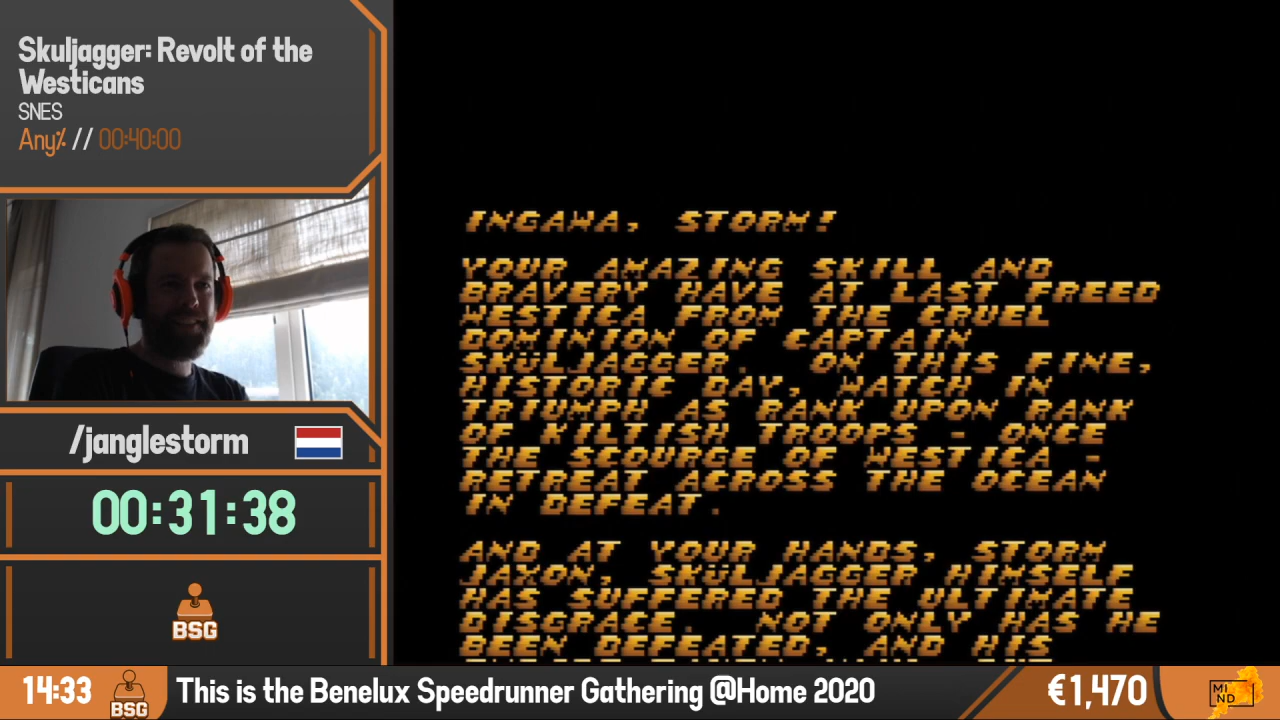 Skuljagger: Revolt of the
Westicans
SNES
Any% // 00:40:00
/janglestorm
00:31:38
BSG
INGAWA, STORM!
YOUR AMAZING SKILL AND
BRAVERY HAVE AT LAST FREED
WESTICA FROM THE CRUEL
DOMINION OF CAPTAIN
SKÜLJAGGER. ON THIS FINE,
HISTORIC DAY, WATCH IN
TRIUMPH AS RANK UPON RANK
OF KILTISH TROOPS - ONCE
THE SCOURGE OF WESTICA -
RETREAT ACROSS THE OCEAN
IN DEFEAT.
AND AT YOUR HANDS, STORM
JAXON, SKÜLJAGGER HIMSELF
HAS SUFFERED THE ULTIMATE
DISGRACE. NOT ONLY HAS HE
BEEN DEFEATED, AND HIS
14:33
BSG
This is the Benelux Speedrunner Gathering @Home 2020
€1,470
MI
ND